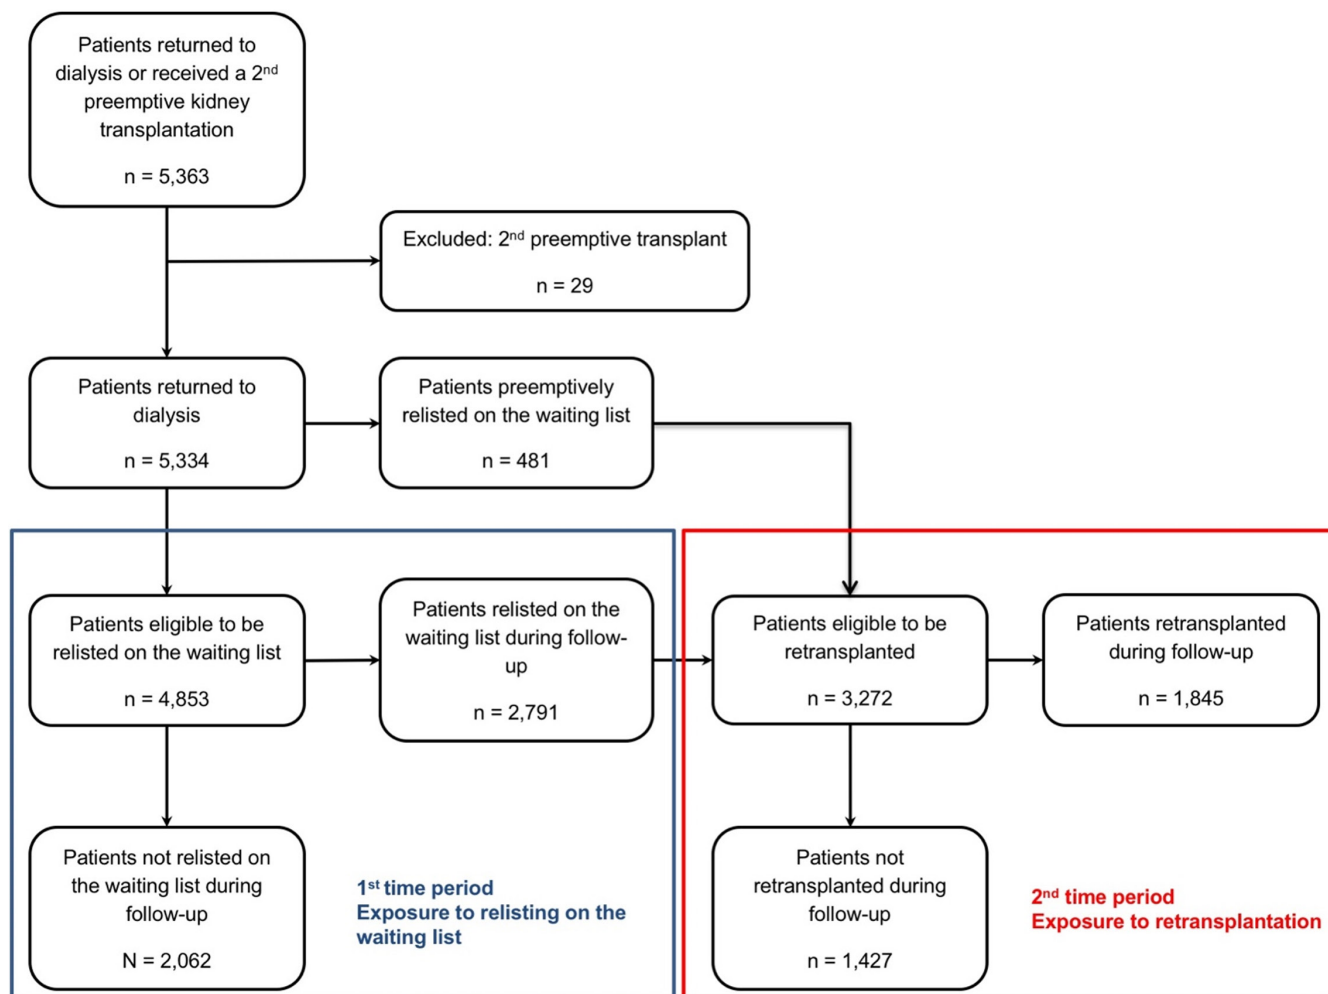 Patients returned to
dialysis or received a 2nd
preemptive kidney
transplantation
n = 5,363
Excluded: 2nd preemptive transplant
n = 29
Patients returned to
dialysis
n = 5,334
Patients preemptively
relisted on the waiting list
n = 481
Patients eligible to be
relisted on the waiting list
n = 4,853
Patients relisted on the
waiting list during follow-
up
n = 2,791
Patients eligible to be
retransplanted
n = 3,272
Patients retransplanted
during follow-up
n = 1,845
Patients not relisted on
the waiting list during
follow-up
N = 2,062
1st time period
Exposure to relisting on the
waiting list
Patients not
retransplanted during
follow-up
n = 1,427
2nd time period
Exposure to retransplantation